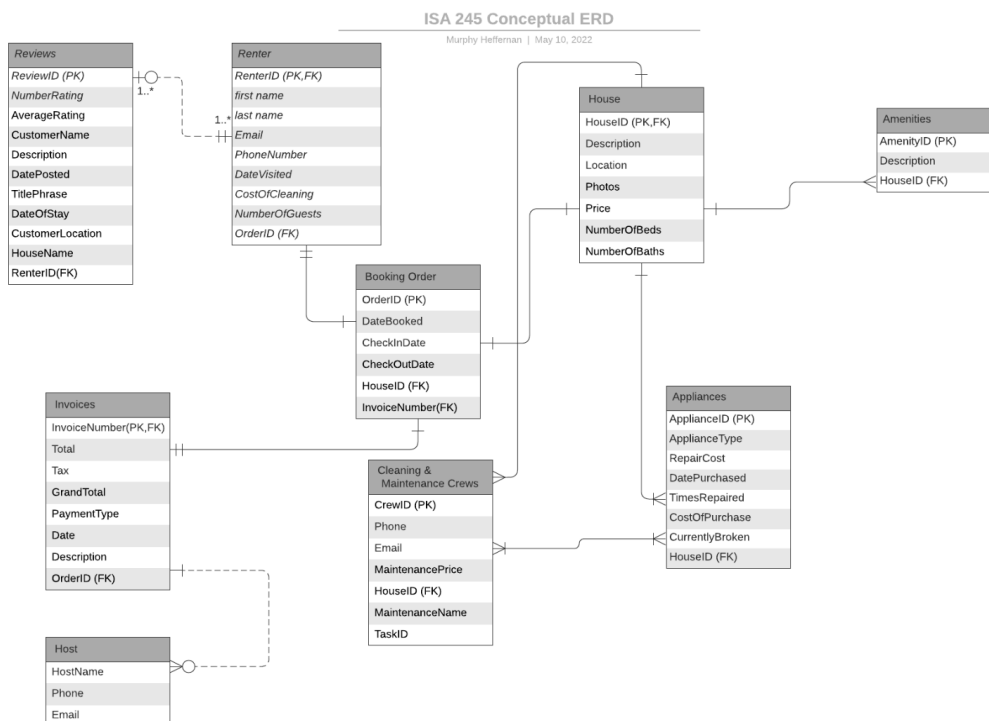 ISA 245 Conceptual ERD
Murphy Heffernan | May 10, 2022
Reviews
ReviewID (PK)
NumberRating
AverageRating
CustomerName
Description
DatePosted
TitlePhrase
DateOfStay
CustomerLocation
HouseName
RenterID(FK)
1..*
1..*
Renter
RenterID (PK,FK)
first name
last name
Email
PhoneNumber
DateVisited
CostOfCleaning
NumberOfGuests
OrderID (FK)
House
HouseID (PK,FK)
Description
Location
Photos
Price
NumberOfBeds
NumberOfBaths
Amenities
AmenityID (PK)
Description
HouseID (FK)
Booking Order
OrderID (PK)
DateBooked
CheckInDate
CheckOutDate
HouseID (FK)
InvoiceNumber(FK)
Invoices
InvoiceNumber(PK,FK)
Total
Tax
GrandTotal
PaymentType
Date
Description
OrderID (FK)
Cleaning &
Maintenance Crews
CrewID (PK)
Phone
Email
MaintenancePrice
HouseID (FK)
MaintenanceName
TaskID
Appliances
ApplianceID (PK)
ApplianceType
RepairCost
DatePurchased
TimesRepaired
CostOfPurchase
CurrentlyBroken
HouseID (FK)
Host
HostName
Phone
Email